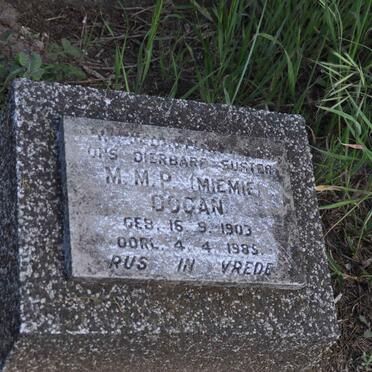 ONS DIERBARE SUSTER
M. M. P. (MIEMIE)
DOGAN
GEB. 16. 9. 1903
OORL. 4. 4. 1985
RUS IN VREDE